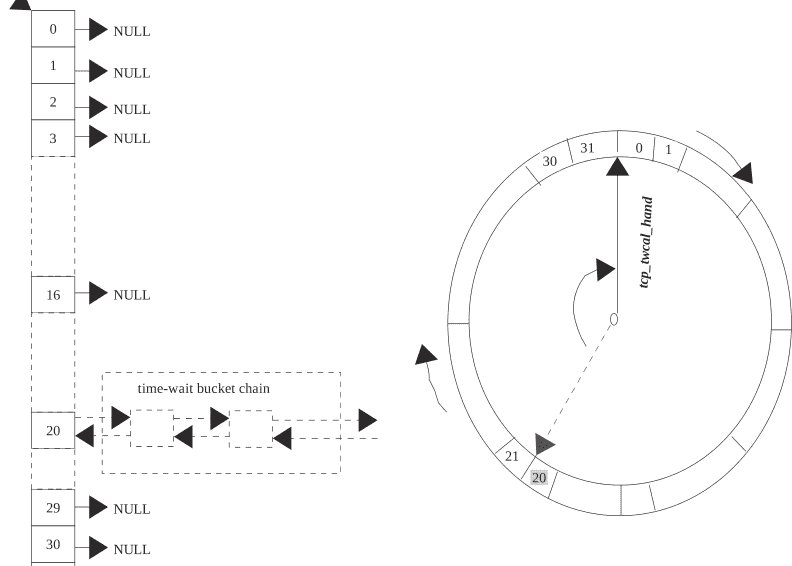 0 NULL
1 NULL
2 NULL
3 NULL
16 NULL
time-wait bucket chain
20
29 NULL
30 NULL
30 31 0 1
tcp_twcal_hand
21
20